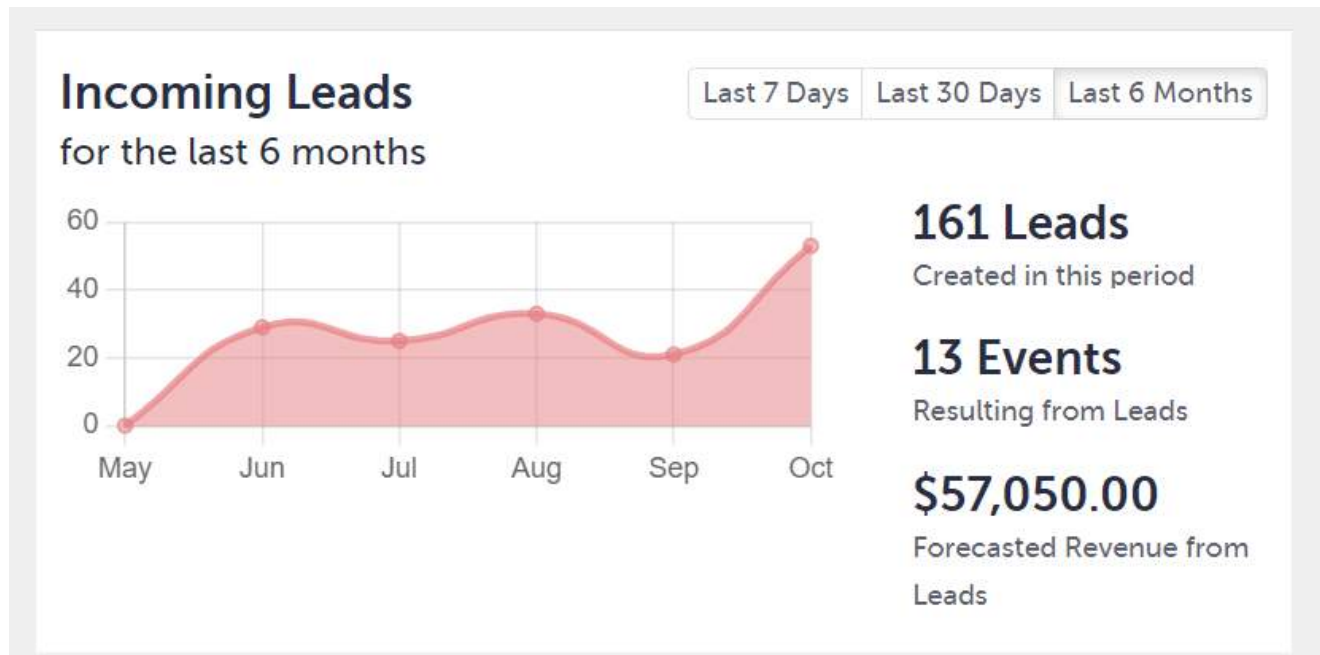 Incoming Leads
for the last 6 months
Last 7 Days
Last 30 Days
Last 6 Months
60
40
20
0
May
Jun
Jul
Aug
Sep
Oct
161 Leads
Created in this period
13 Events
Resulting from Leads
$57,050.00
Forecasted Revenue from
Leads